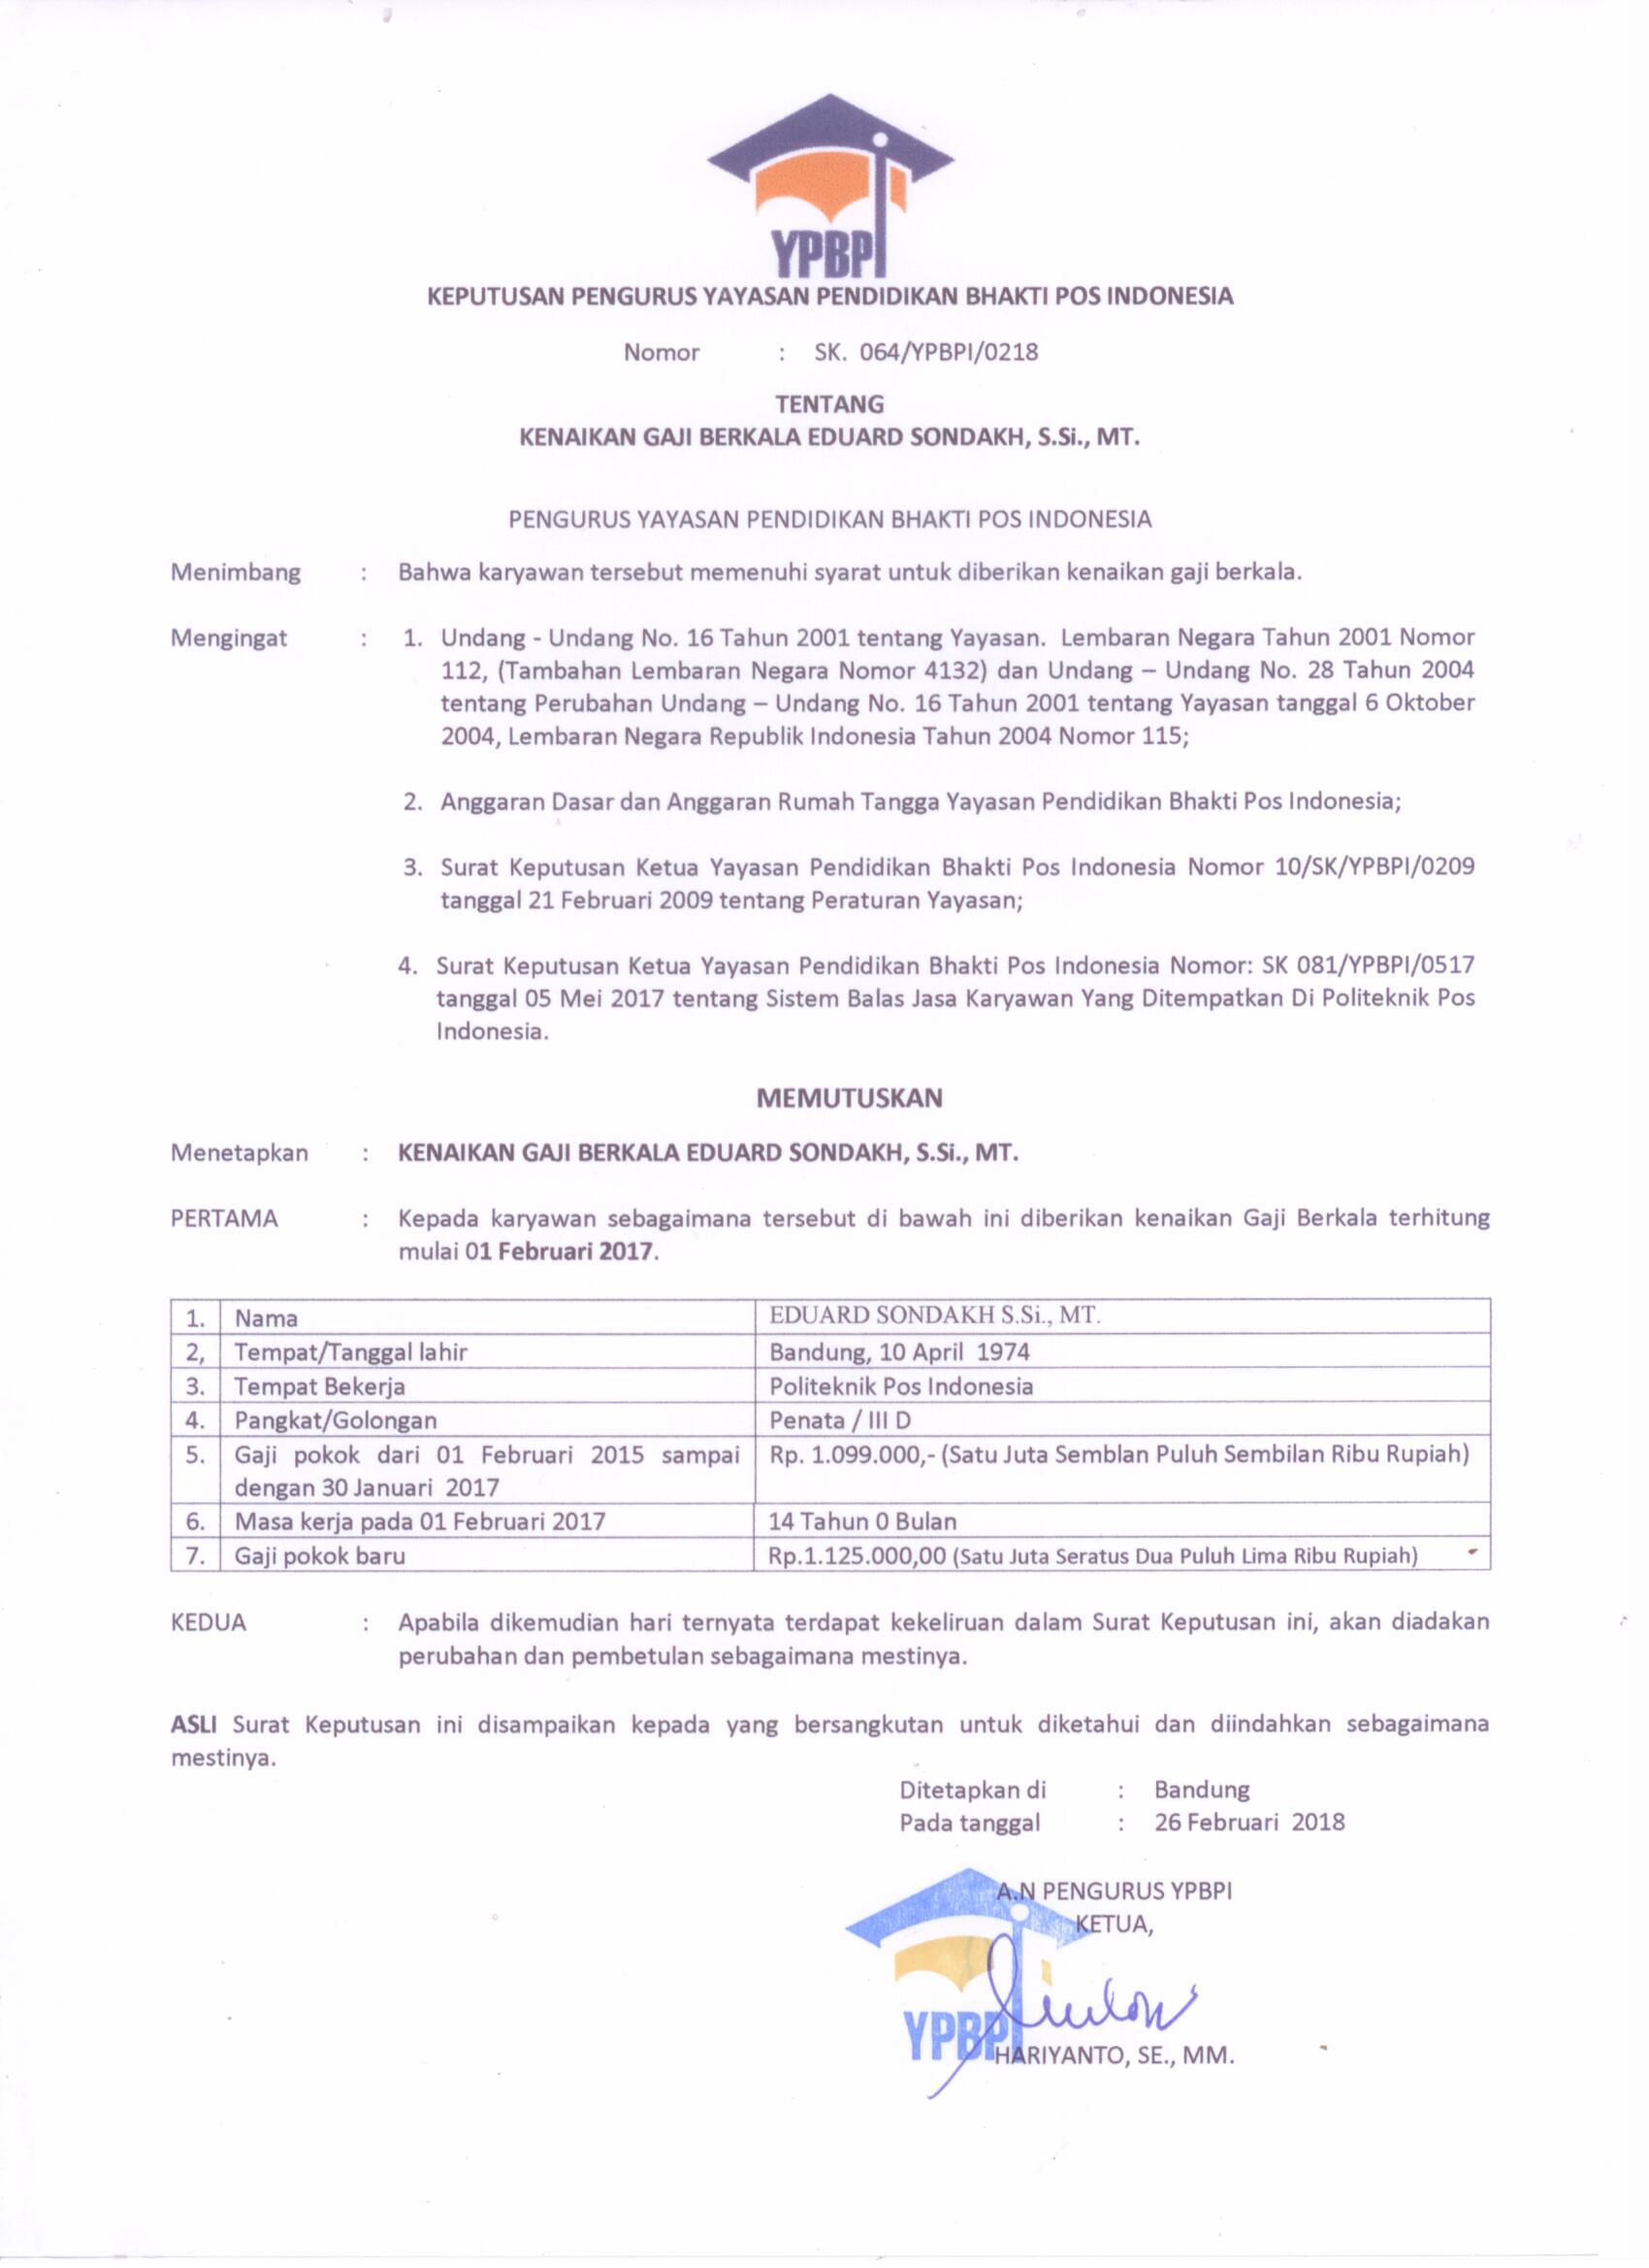 YPBPI
KEPUTUSAN PENGURUS YAYASAN PENDIDIKAN BHAKTI POS INDONESIA
Nomor : SK. 064/YPBPI/0218
TENTANG
KENAIKAN GAJI BERKALA EDUARD SONDAKH, S.Si., MT.
PENGURUS YAYASAN PENDIDIKAN BHAKTI POS INDONESIA
Menimbang : Bahwa karyawan tersebut memenuhi syarat untuk diberikan kenaikan gaji berkala.
Mengingat : 1. Undang - Undang No. 16 Tahun 2001 tentang Yayasan. Lembaran Negara Tahun 2001 Nomor
112, (Tambahan Lembaran Negara Nomor 4132) dan Undang – Undang No. 28 Tahun 2004
tentang Perubahan Undang – Undang No. 16 Tahun 2001 tentang Yayasan tanggal 6 Oktober
2004, Lembaran Negara Republik Indonesia Tahun 2004 Nomor 115;
2. Anggaran Dasar dan Anggaran Rumah Tangga Yayasan Pendidikan Bhakti Pos Indonesia;
3. Surat Keputusan Ketua Yayasan Pendidikan Bhakti Pos Indonesia Nomor 10/SK/YPBPI/0209
tanggal 21 Februari 2009 tentang Peraturan Yayasan;
4. Surat Keputusan Ketua Yayasan Pendidikan Bhakti Pos Indonesia Nomor: SK 081/YPBPI/0517
tanggal 05 Mei 2017 tentang Sistem Balas Jasa Karyawan Yang Ditempatkan Di Politeknik Pos
Indonesia.
MEMUTUSKAN
Menetapkan : KENAIKAN GAJI BERKALA EDUARD SONDAKH, S.Si., MT.
PERTAMA : Kepada karyawan sebagaimana tersebut di bawah ini diberikan kenaikan Gaji Berkala terhitung
mulai 01 Februari 2017.
1. Nama EDUARD SONDAKH S.Si., MT.
2, Tempat/Tanggal lahir Bandung, 10 April 1974
3. Tempat Bekerja Politeknik Pos Indonesia
4. Pangkat/Golongan Penata / III D
5. Gaji pokok dari 01 Februari 2015 sampai Rp. 1.099.000,- (Satu Juta Semblan Puluh Sembilan Ribu Rupiah)
dengan 30 Januari 2017
6. Masa kerja pada 01 Februari 2017 14 Tahun 0 Bulan
7. Gaji pokok baru Rp.1.125.000,00 (Satu Juta Seratus Dua Puluh Lima Ribu Rupiah)
KEDUA : Apabila dikemudian hari ternyata terdapat kekeliruan dalam Surat Keputusan ini, akan diadakan
perubahan dan pembetulan sebagaimana mestinya.
ASLI Surat Keputusan ini disampaikan kepada yang bersangkutan untuk diketahui dan diindahkan sebagaimana
mestinya.
Ditetapkan di : Bandung
Pada tanggal : 26 Februari 2018
A.N PENGURUS YPBPI
KETUA,
YPBPI
HARIYANTO, SE., MM.